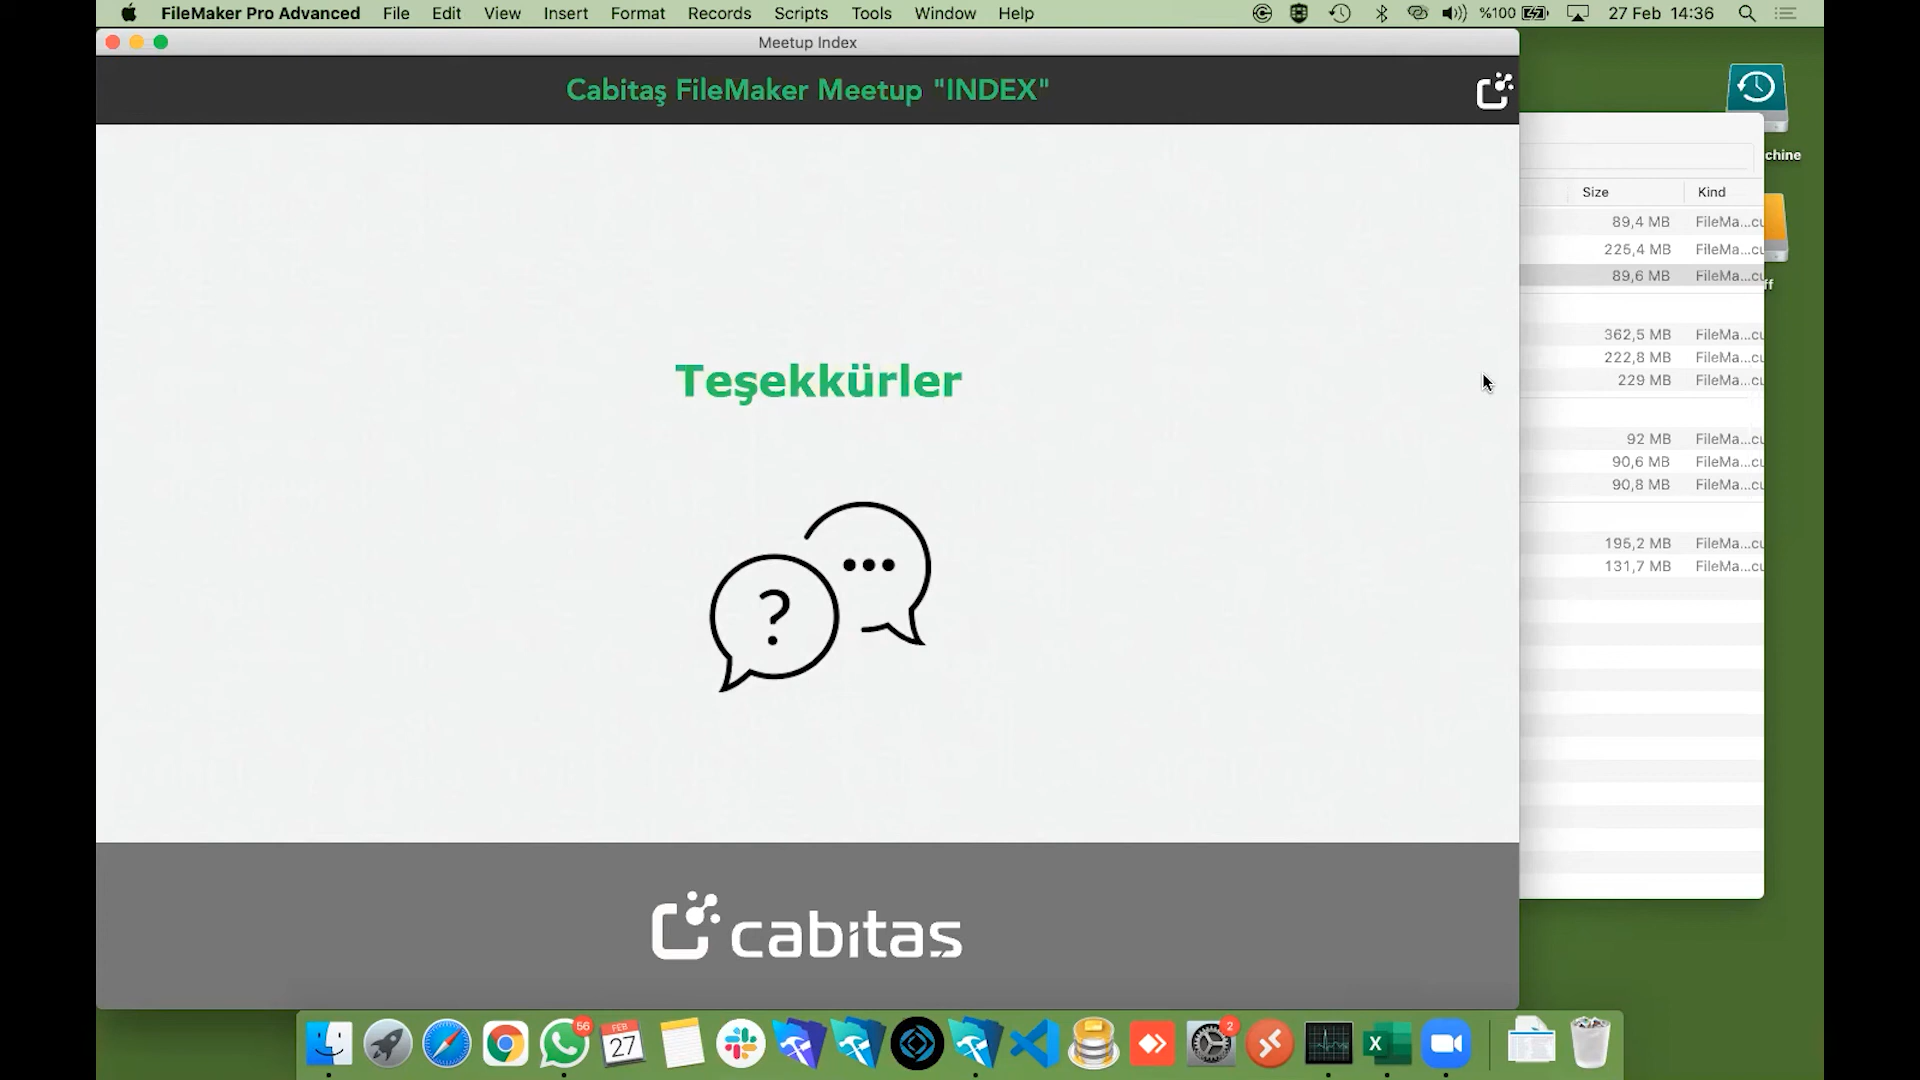 FileMaker Pro Advanced File Edit View Insert Format Records Scripts Tools Window Help %100 27 Feb 14:36
Meetup Index
Cabitaş FileMaker Meetup "INDEX"
chine
Size Kind
89,4 MB FileMa...cu
225,4 MB FileMa...cu
89,6 MB FileMa...cu
ff
362,5 MB FileMa...cu
222,8 MB FileMa...cu
229 MB FileMa...cu
Teşekkürler
92 MB FileMa...cu
90,6 MB FileMa...cu
90,8 MB FileMa...cu
195,2 MB FileMa...cu
131,7 MB FileMa...cu
?
cabitaş
56
FEB
27
2
X